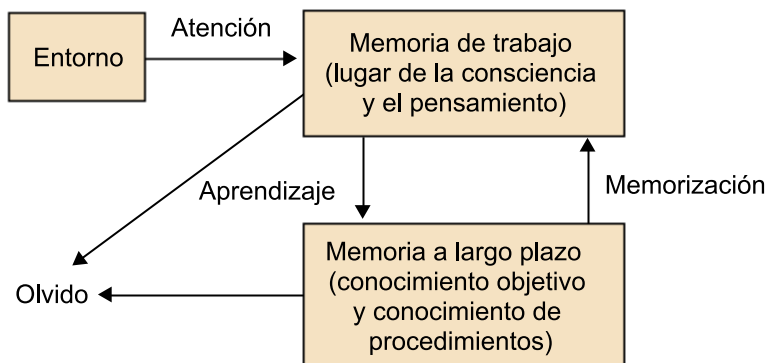 Entorno
Atención
Memoria de trabajo
(lugar de la consciencia
y el pensamiento)
Aprendizaje
Memorización
Memoria a largo plazo
(conocimiento objetivo
y conocimiento de
procedimientos)
Olvido